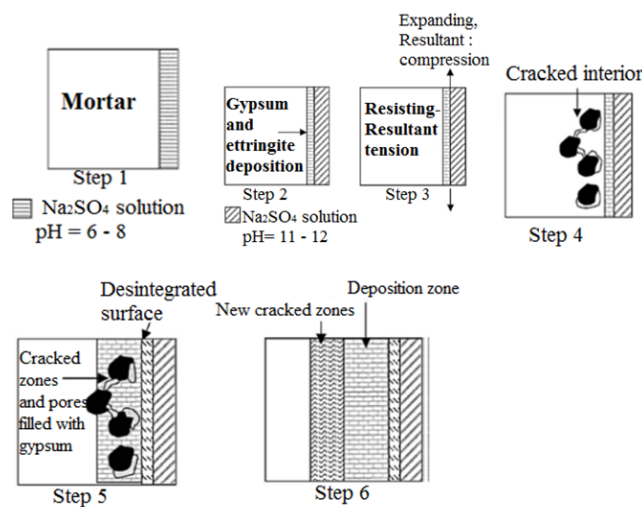 Mortar
Step 1
Na₂SO₄ solution
pH = 6 - 8
Gypsum
and
ettringite
deposition
Step 2
Na₂SO₄ solution
pH= 11 - 12
Expanding,
Resultant :
compression
Resisting-
Resultant
tension
Step 3
Cracked interior
Step 4
Desintegrated
surface
Cracked
zones
and pores
filled with
gypsum
Step 5
Deposition zone
New cracked zones
Step 6